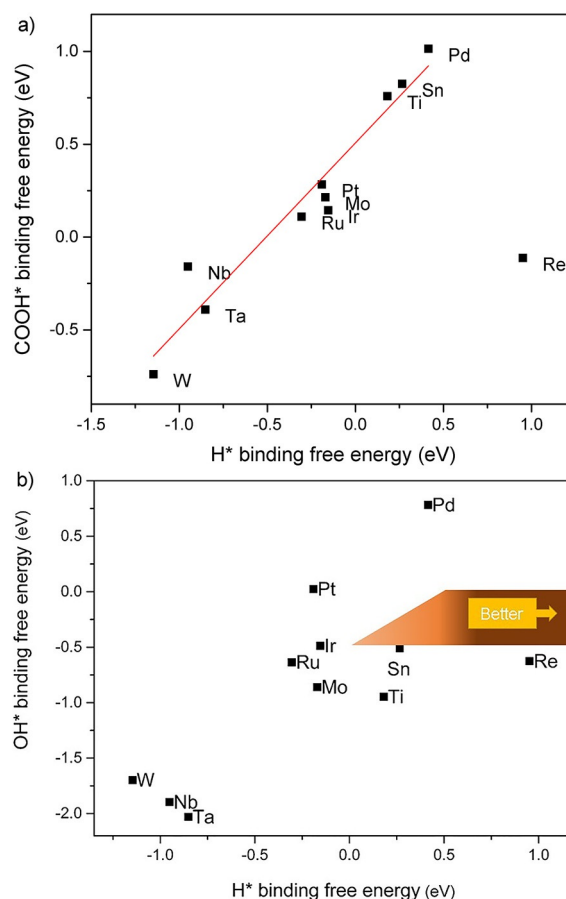 a)
COOH* binding free energy (eV)
1.0
0.5
0.0
-0.5
Pd
Sn
Ti
Pt
Mo
Ir
Ru
Re
Nb
Ta
W
-1.5 -1.0 -0.5 0.0 0.5 1.0
H* binding free energy (eV)
b)
OH* binding free energy (eV)
1.0
0.5
0.0
-0.5
-1.0
-1.5
-2.0
Pd
Pt
Better
Ir
Ru
Sn
Re
Mo
Ti
W
Nb
Ta
-1.0 -0.5 0.0 0.5 1.0
H* binding free energy (eV)